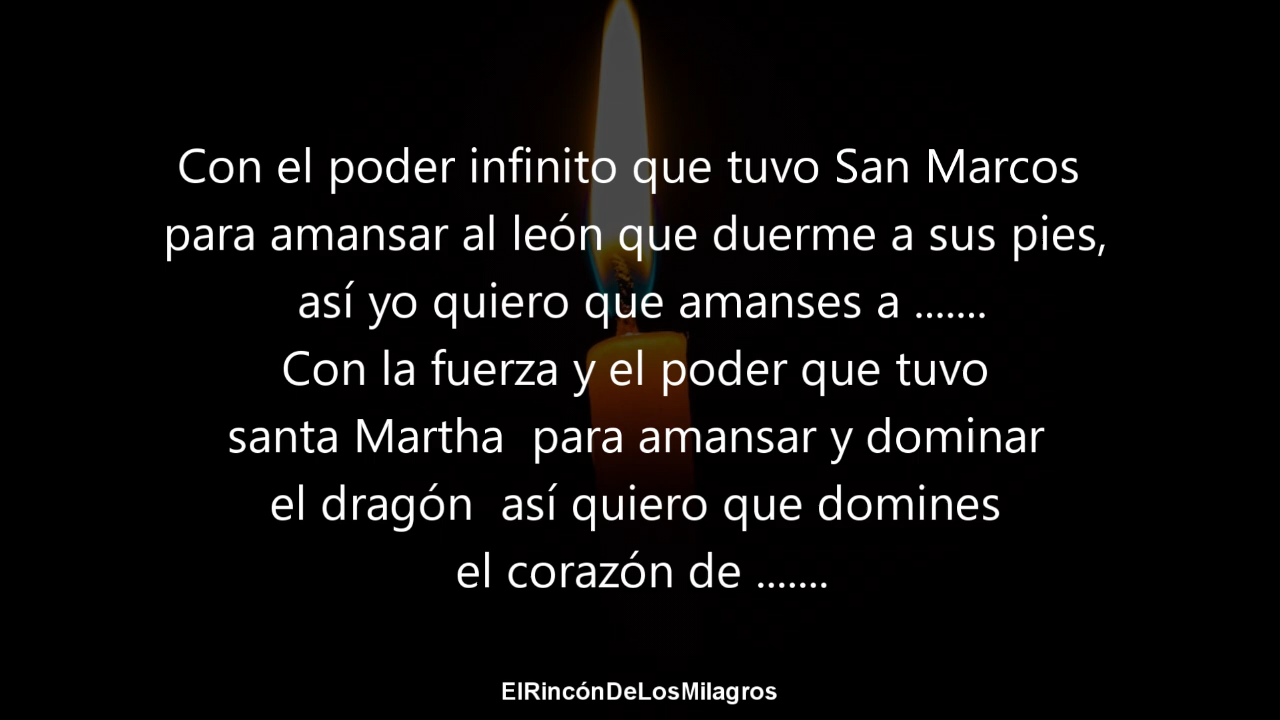 Con el poder infinito que tuvo San Marcos
para amansar al león que duerme a sus pies,
así yo quiero que amanses a .......
Con la fuerza y el poder que tuvo
santa Martha  para amansar y dominar
el dragón  así quiero que domines
el corazón de .......
ElRincónDeLosMilagros